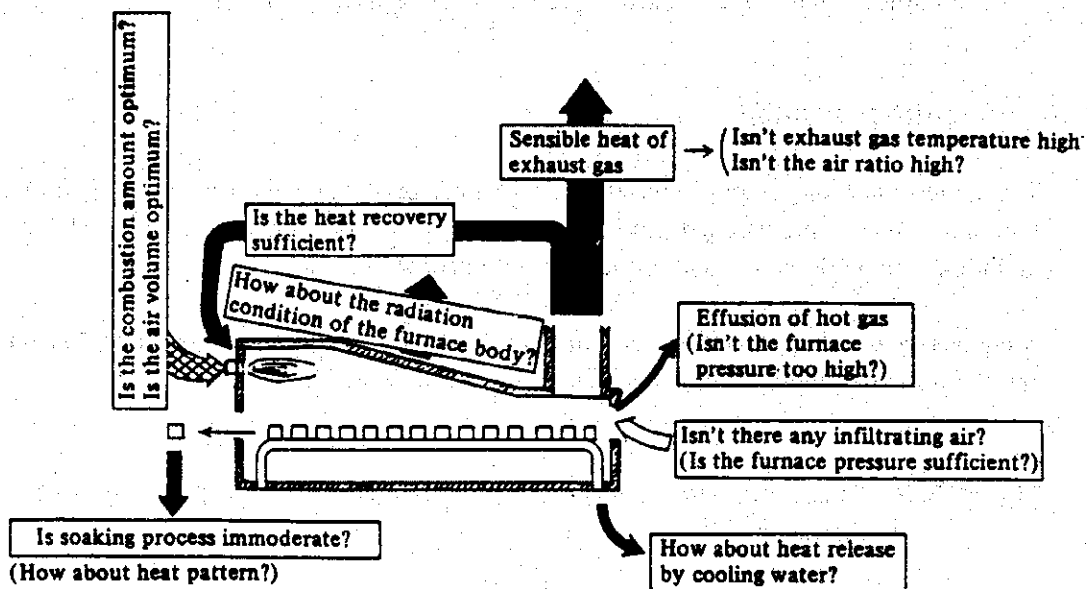 Is the combustion amount optimum?
Is the air volume optimum?
Sensible heat of
exhaust gas
Isn't exhaust gas temperature high
Isn't the air ratio high?
Is the heat recovery
sufficient?
How about the radiation
condition of the furnace body?
Effusion of hot gas
(Isn't the furnace
pressure too high?)
Isn't there any infiltrating air?
(Is the furnace pressure sufficient?)
Is soaking process immoderate?
(How about heat pattern?)
How about heat release
by cooling water?